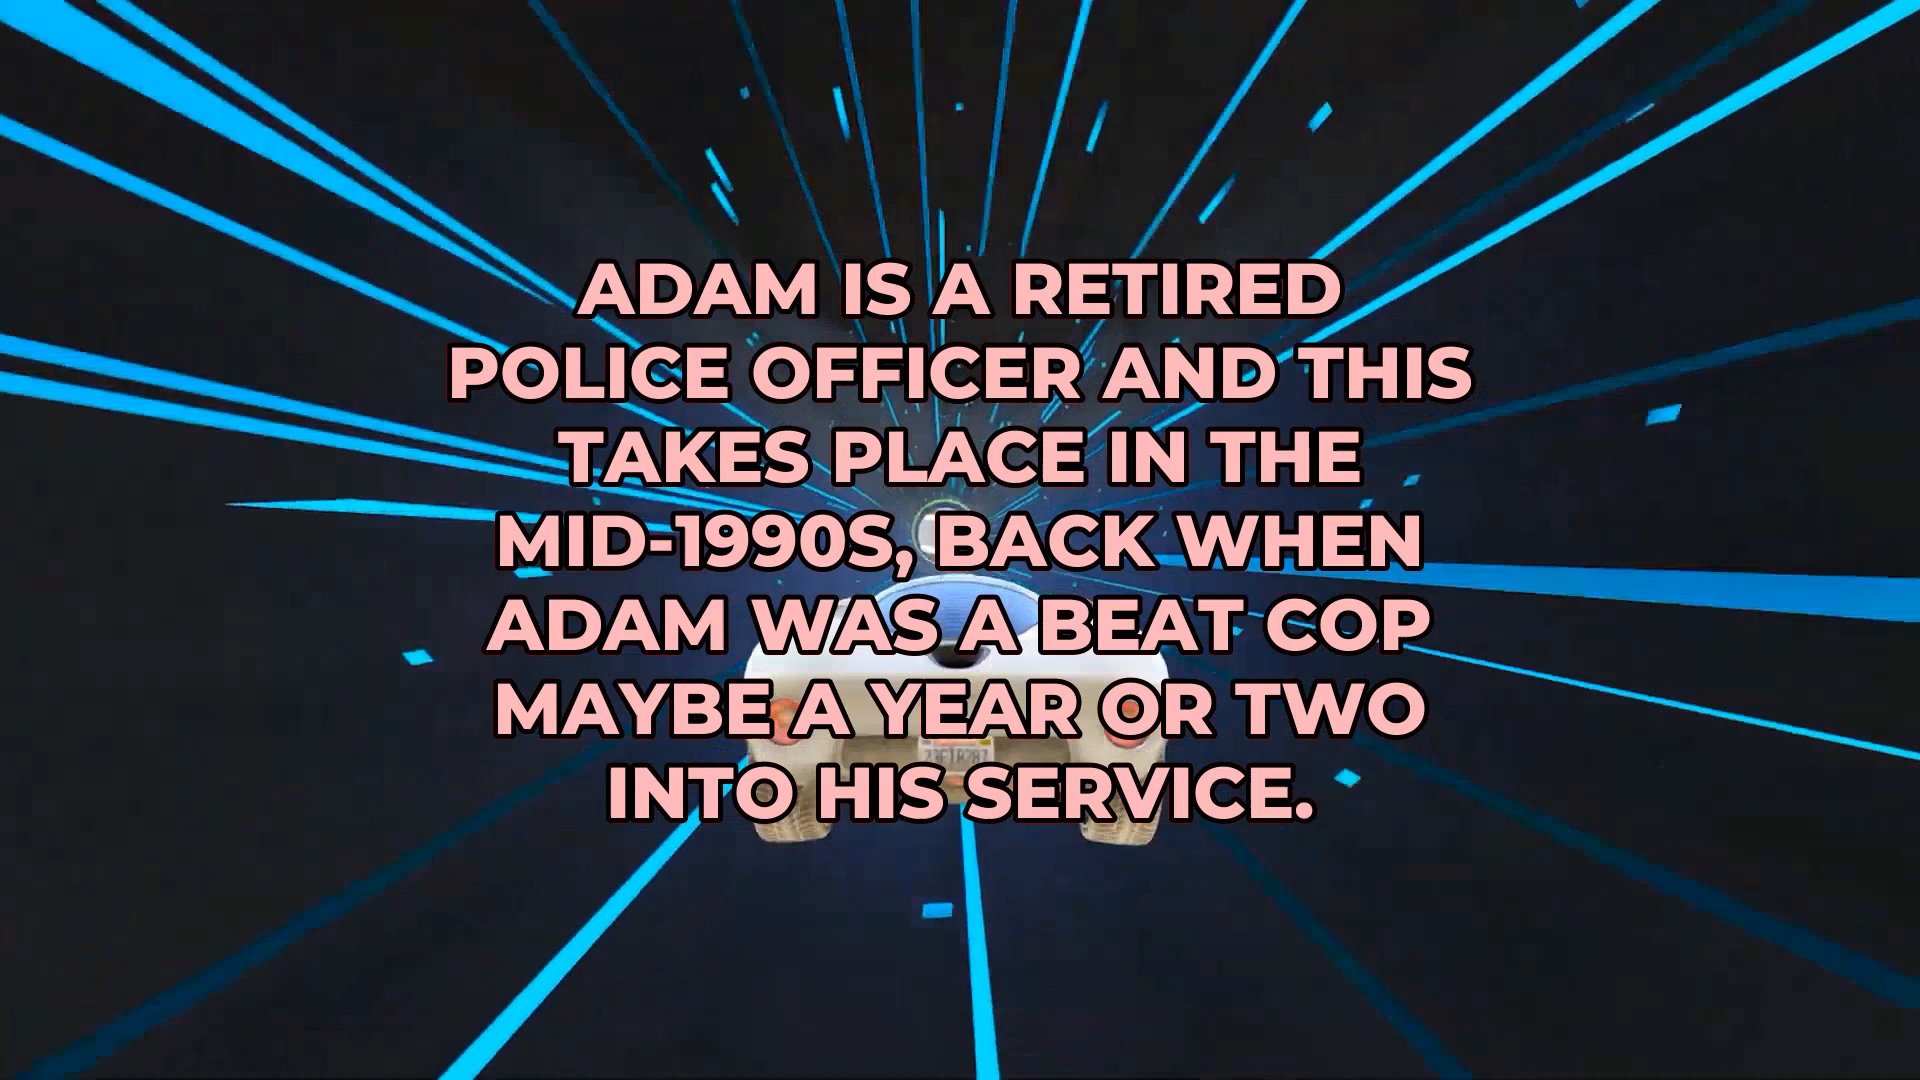 ADAM IS A RETIRED
POLICE OFFICER AND THIS
TAKES PLACE IN THE
MID-1990S, BACK WHEN
ADAM WAS A BEAT COP
MAYBE A YEAR OR TWO
INTO HIS SERVICE.